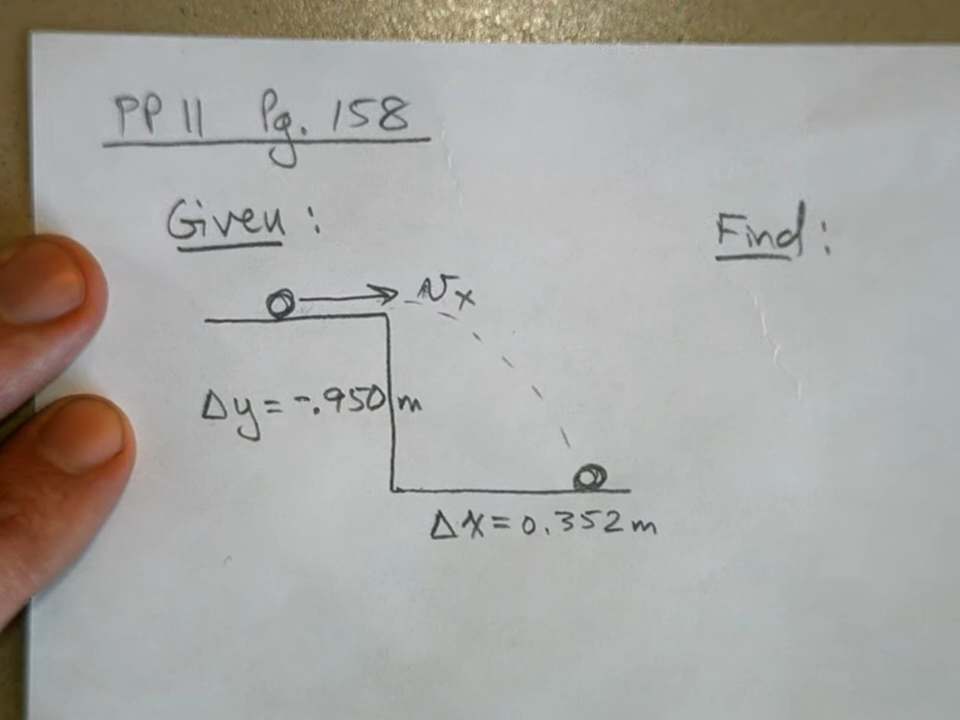 PP 11 Pg. 158
Given :
Find :
Vx
Δy = -.950 m
Δx = 0.352 m